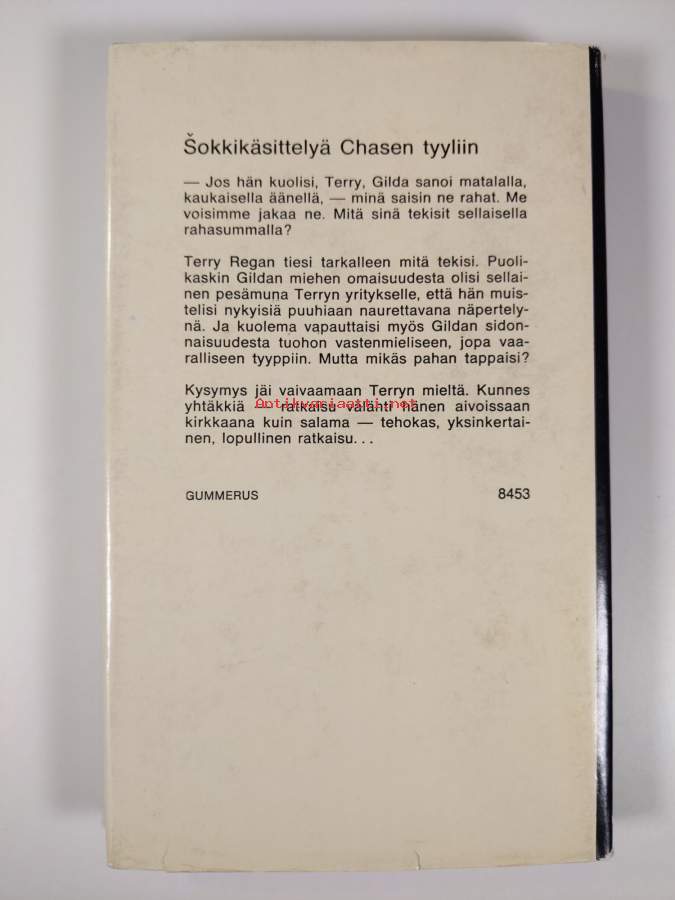 Šokkikäsittelyä Chasen tyyliin
— Jos hän kuolisi, Terry, Gilda sanoi matalalla,
kaukaisella äänellä, — minä saisin ne rahat. Me
voisimme jakaa ne. Mitä sinä tekisit sellaisella
rahasummalla?
Terry Regan tiesi tarkalleen mitä tekisi. Puoli-
kaskin Gildan miehen omaisuudesta olisi sellai-
nen pesämuna Terryn yritykselle, että hän muis-
telisi nykyisiä puuhiaan naurettavana näpertely-
nä. Ja kuolema vapauttaisi myös Gildan sidon-
naisuudesta tuohon vastenmieliseen, jopa vaa-
ralliseen tyyppiin. Mutta mikäs pahan tappaisi?
Kysymys jäi vaivaamaan Terryn mieltä. Kunnes
yhtäkkiä — ratkaisu välähti hänen aivoissaan
Antikvariaatti.net
kirkkaana kuin salama — tehokas, yksinkertai-
nen, lopullinen ratkaisu...
GUMMERUS 8453